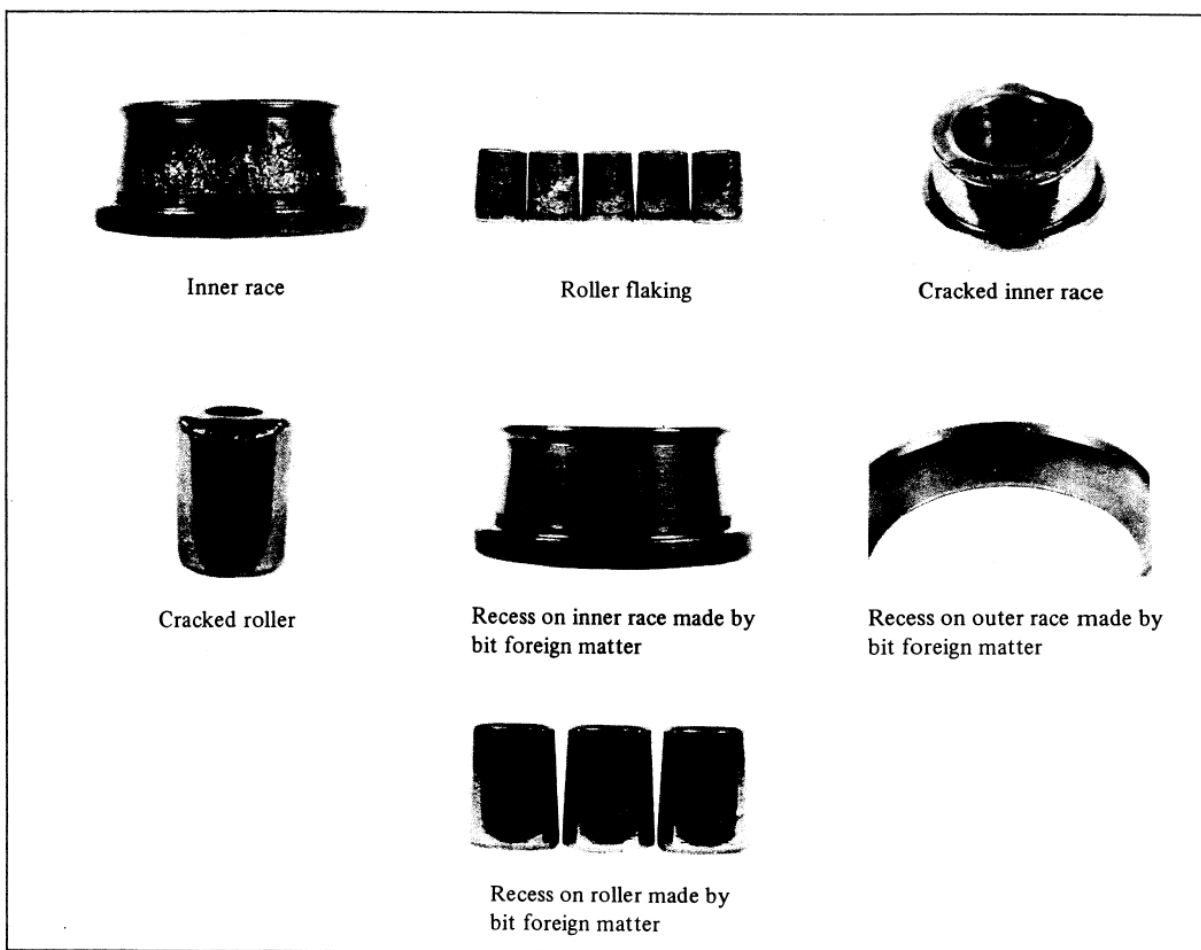 Inner race
Roller flaking
Cracked inner race
Cracked roller
Recess on inner race made by
bit foreign matter
Recess on outer race made by
bit foreign matter
Recess on roller made by
bit foreign matter